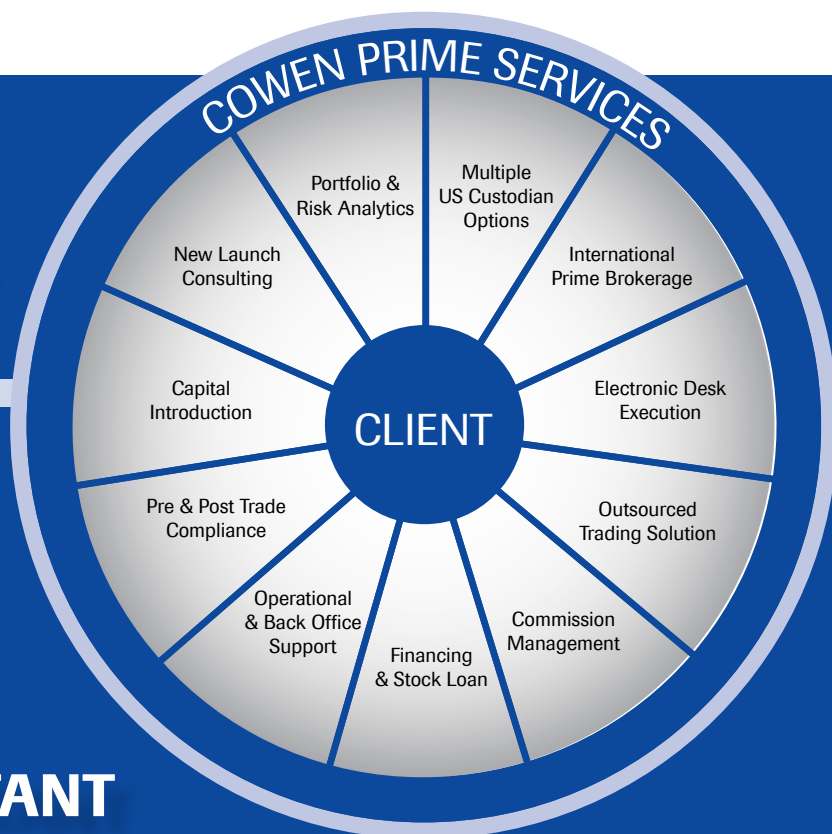 COWEN PRIME SERVICES
Portfolio &
Risk Analytics
Multiple
US Custodian
Options
New Launch
Consulting
International
Prime Brokerage
Capital
Introduction
CLIENT
Electronic Desk
Execution
Pre & Post Trade
Compliance
Outsourced
Trading Solution
Operational
& Back Office
Support
Commission
Management
Financing
& Stock Loan
TANT